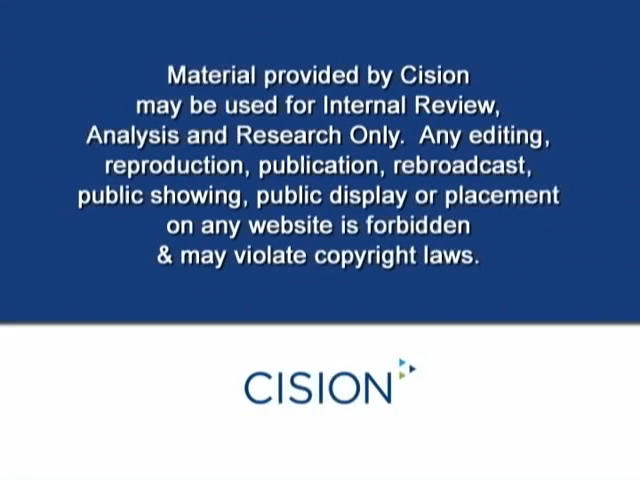 Material provided by Cision
may be used for Internal Review,
Analysis and Research Only.  Any editing,
reproduction, publication, rebroadcast,
public showing, public display or placement
on any website is forbidden
& may violate copyright laws.
CISION